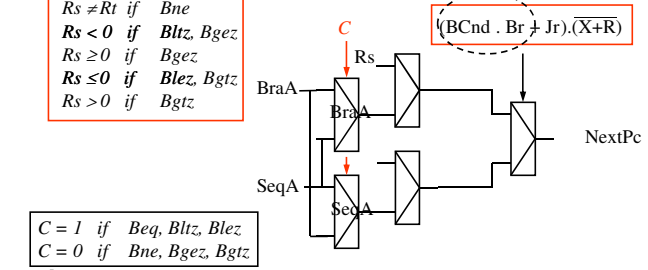 Rs ≠Rt if Bne
Rs < 0 if Bltz, Bgez
Rs ≥0 if Bgez
Rs ≤0 if Blez, Bgtz
Rs >0 if Bgtz
C
(BCnd . Br + Jr).(X̅+̅R̅)
Rs
BraA
BraA
NextPc
SeqA
SeqA
C = 1 if Beq, Bltz, Blez
C = 0 if Bne, Bgez, Bgtz